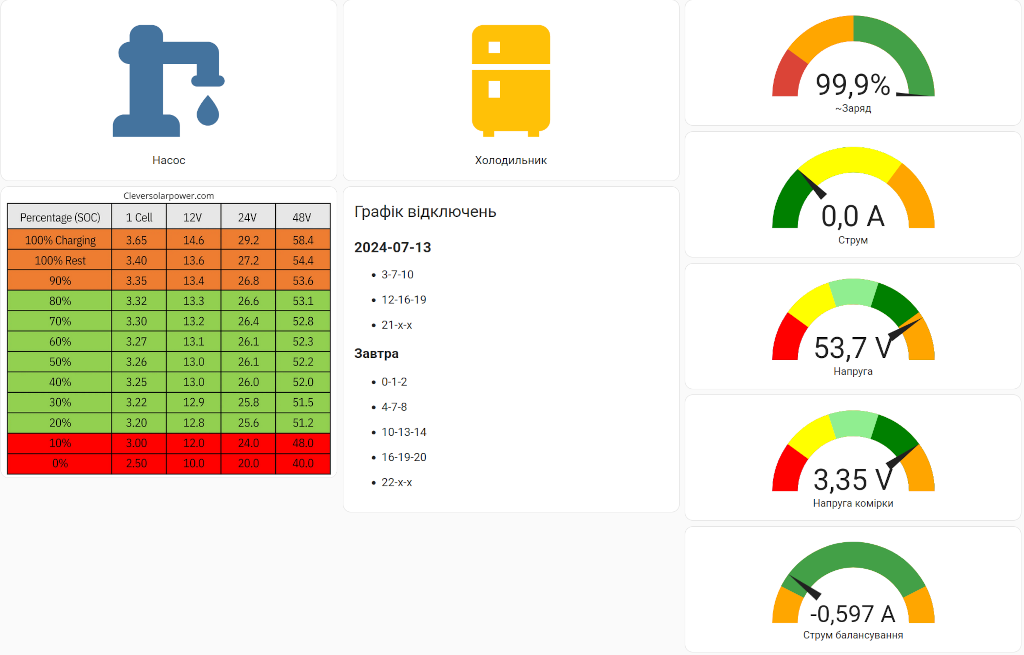 Насос
Холодильник
99,9%
~Заряд
0,0 A
Струм
53,7 V
Напруга
3,35 V
Напруга комірки
-0,597 A
Струм балансування
Cleversolarpower.com
Percentage (SOC) 1 Cell 12V 24V 48V
100% Charging 3.65 14.6 29.2 58.4
100% Rest 3.40 13.6 27.2 54.4
90% 3.35 13.4 26.8 53.6
80% 3.32 13.3 26.6 53.1
70% 3.30 13.2 26.4 52.8
60% 3.27 13.1 26.1 52.3
50% 3.26 13.0 26.1 52.2
40% 3.25 13.0 26.0 52.0
30% 3.22 12.9 25.8 51.5
20% 3.20 12.8 25.6 51.2
10% 3.00 12.0 24.0 48.0
0% 2.50 10.0 20.0 40.0
Графік відключень
2024-07-13
• 3-7-10
• 12-16-19
• 21-x-x
Завтра
• 0-1-2
• 4-7-8
• 10-13-14
• 16-19-20
• 22-x-x